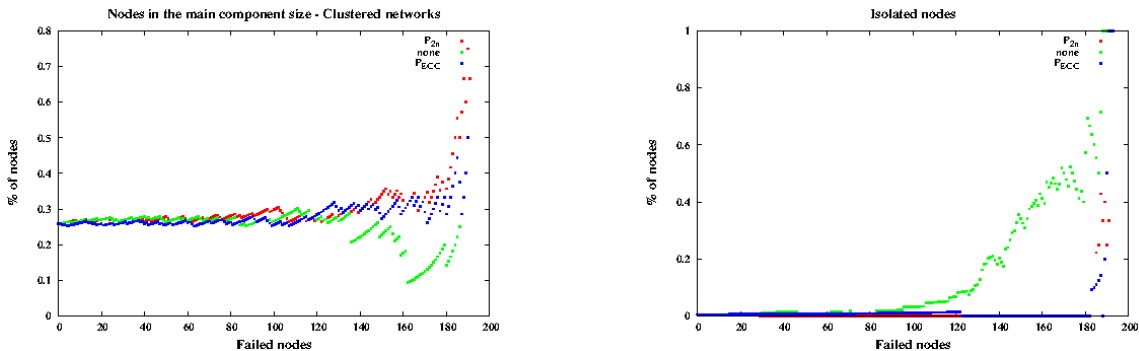 Nodes in the main component size - Clustered networks
% of nodes
0.8
0.7
0.6
0.5
0.4
0.3
0.2
0.1
0
P2n
none
PECC
0 20 40 60 80 100 120 140 160 180 200
Failed nodes
Isolated nodes
% of nodes
1
0.8
0.6
0.4
0.2
0
P2n
none
PECC
0 20 40 60 80 100 120 140 160 180 200
Failed nodes